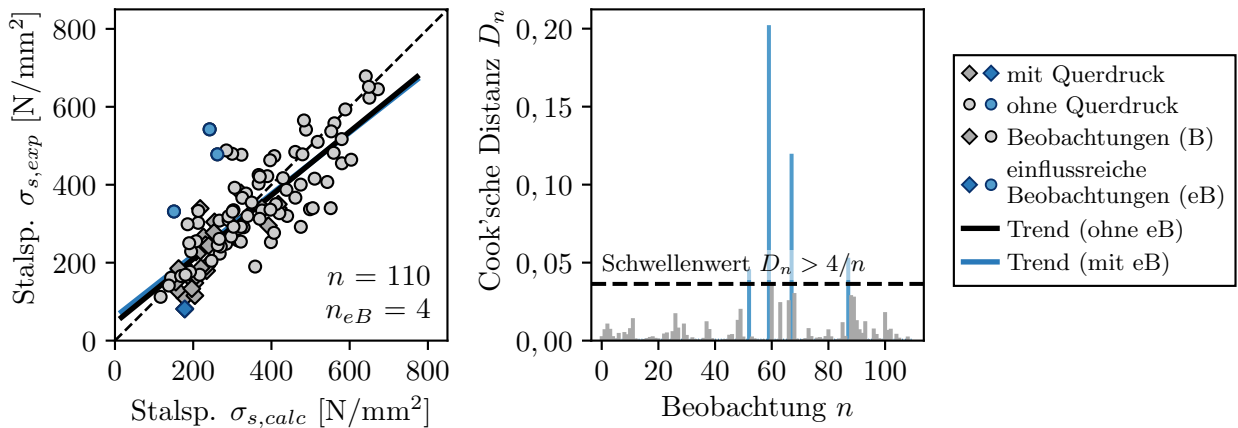 800
600
400
200
0
0
200
400
600
800
Stalsp. σ_{s,exp} [N/mm²]
Stalsp. σ_{s,calc} [N/mm²]
n = 110
n_{eB} = 4
0,20
0,15
0,10
0,05
0,00
0
20
40
60
80
100
Cook'sche Distanz D_n
Beobachtung n
Schwellenwert D_n > 4/n
mit Querdruck
ohne Querdruck
Beobachtungen (B)
einflussreiche
Beobachtungen (eB)
Trend (ohne eB)
Trend (mit eB)